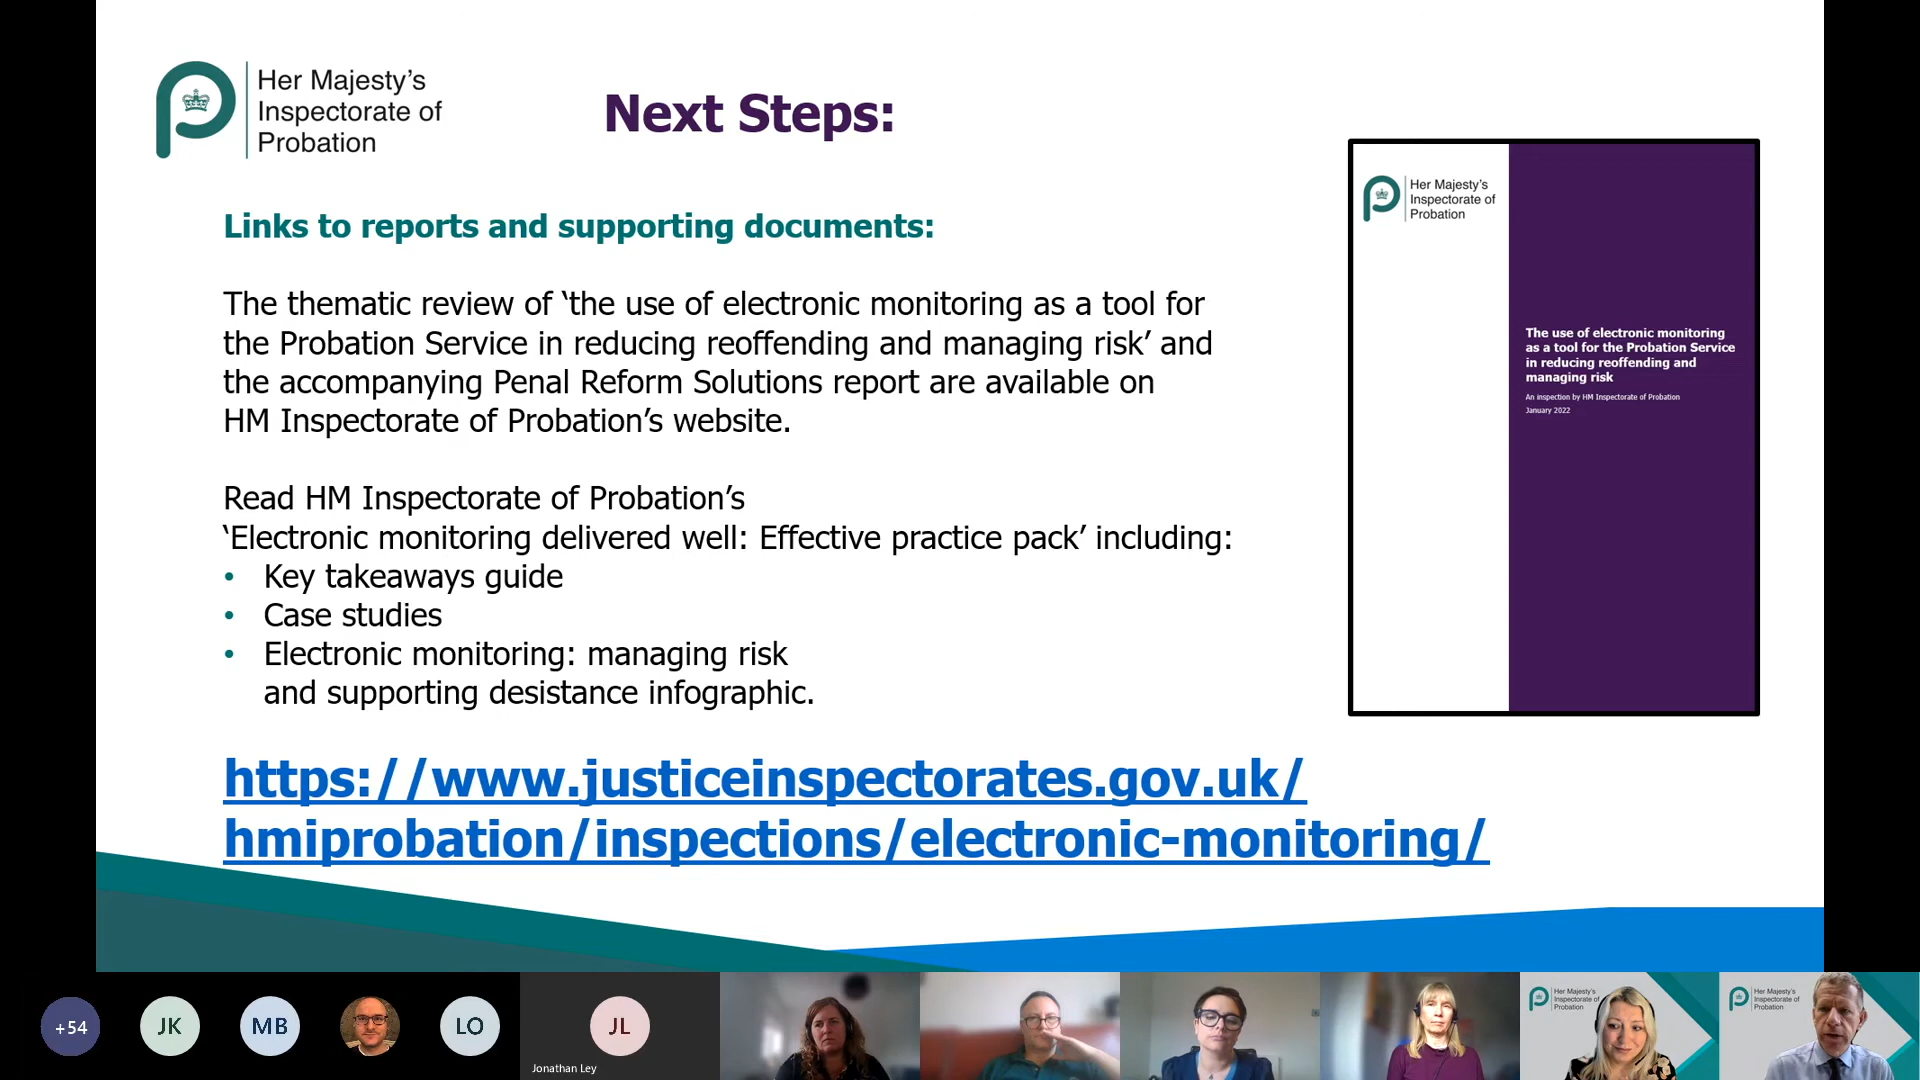 Her Majesty’s
Inspectorate of
Probation
Next Steps:
Links to reports and supporting documents:
The thematic review of ‘the use of electronic monitoring as a tool for
the Probation Service in reducing reoffending and managing risk’ and
the accompanying Penal Reform Solutions report are available on
HM Inspectorate of Probation’s website.
Read HM Inspectorate of Probation’s
‘Electronic monitoring delivered well: Effective practice pack’ including:
• Key takeaways guide
• Case studies
• Electronic monitoring: managing risk
and supporting desistance infographic.
https://www.justiceinspectorates.gov.uk/
hmiprobation/inspections/electronic-monitoring/
Her Majesty’s
Inspectorate of
Probation
The use of electronic monitoring
as a tool for the Probation Service
in reducing reoffending and
managing risk
An inspection by HM Inspectorate of Probation
January 2022
+54
JK
MB
LO
JL
Jonathan Ley
Her Majesty’s
Inspectorate of
Probation
Her Majesty’s
Inspectorate of
Probation